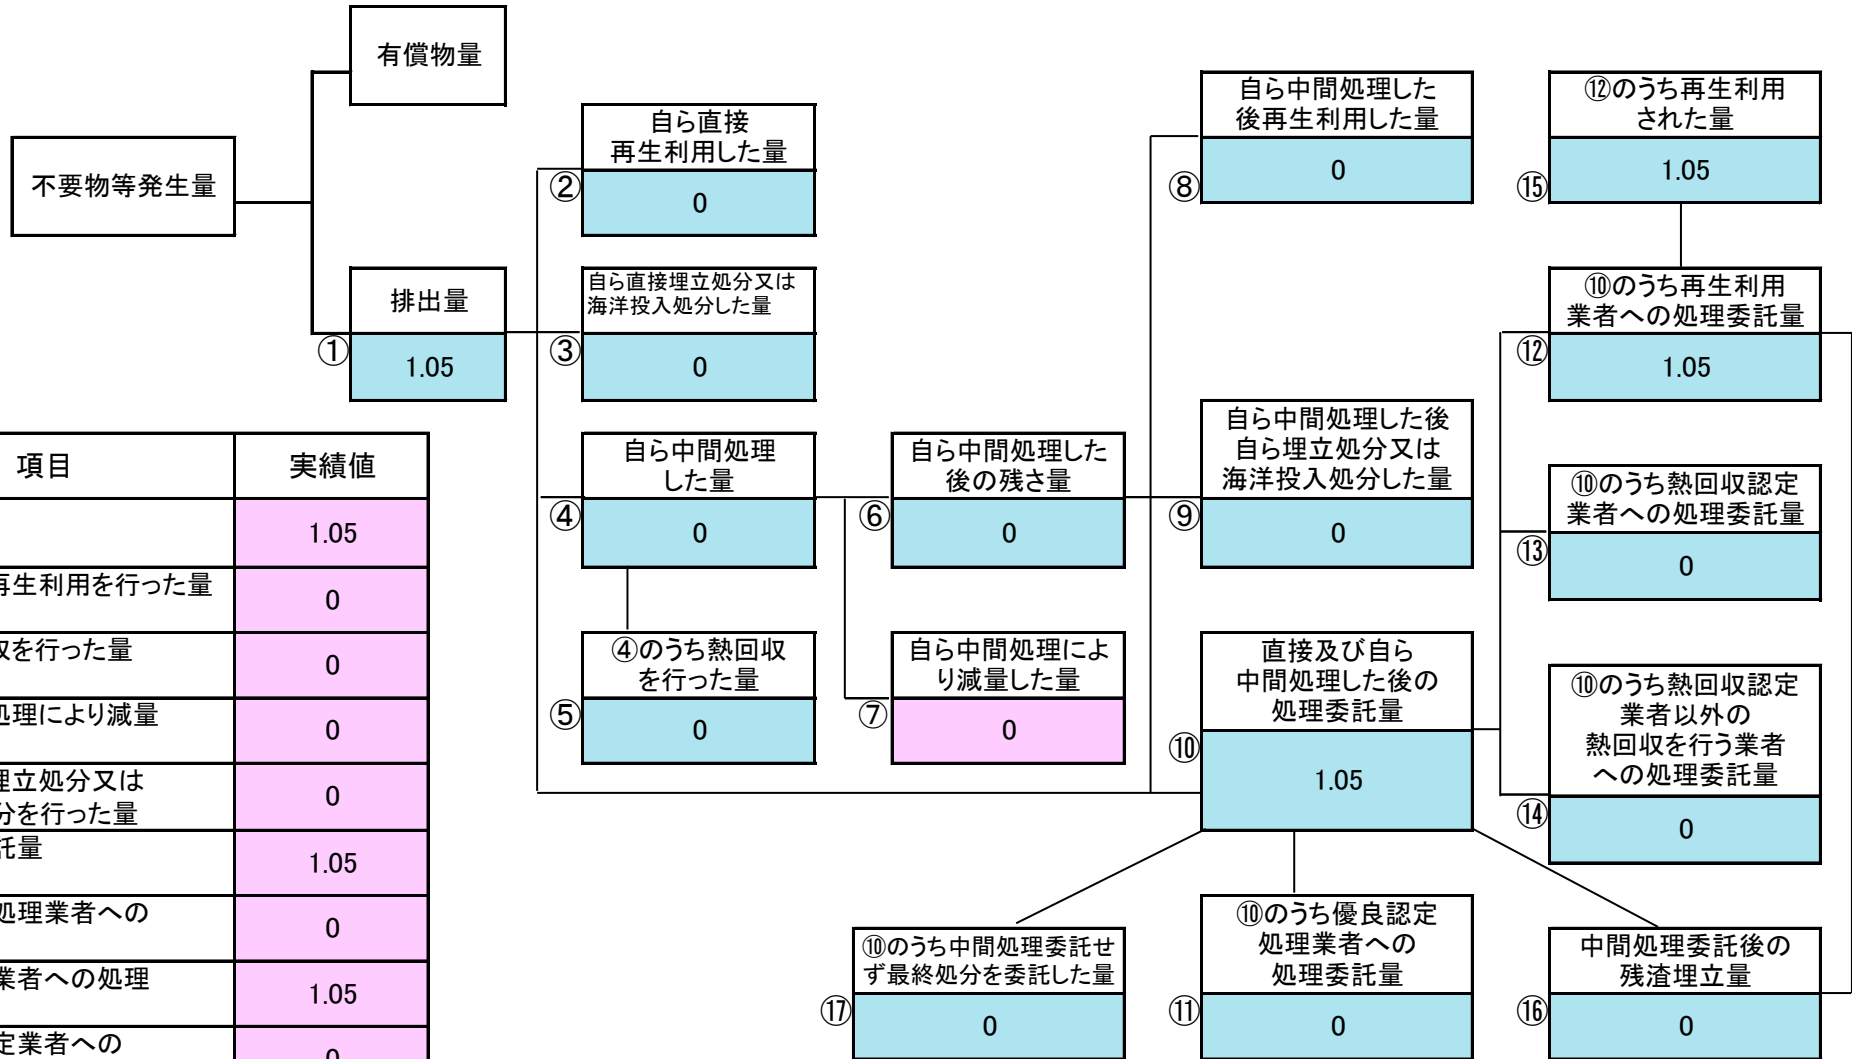 有償物量
不要物等発生量
排出量
①
1.05
自ら直接
再生利用した量
②
0
自ら直接埋立処分又は
海洋投入処分した量
③
0
自ら中間処理
した量
④
0
④のうち熱回収
を行った量
⑤
0
自ら中間処理した
後の残さ量
⑥
0
自ら中間処理によ
り減量した量
⑦
0
自ら中間処理した
後再生利用した量
⑧
0
自ら中間処理した後
自ら埋立処分又は
海洋投入処分した量
⑨
0
直接及び自ら
中間処理した後の
処理委託量
⑩
1.05
⑫のうち再生利用
された量
⑮
1.05
⑩のうち再生利用
業者への処理委託量
⑫
1.05
⑩のうち熱回収認定
業者への処理委託量
⑬
0
⑩のうち熱回収認定
業者以外の
熱回収を行う業者
への処理委託量
⑭
0
⑩のうち中間処理委託せ
ず最終処分を委託した量
⑰
0
⑩のうち優良認定
処理業者への
処理委託量
⑪
0
中間処理委託後の
残渣埋立量
⑯
0
項目 実績値
1.05
再生利用を行った量
0
を行った量
0
処理により減量
0
埋立処分又は
分を行った量
0
託量
1.05
処理業者への
0
業者への処理
1.05
定業者への
0